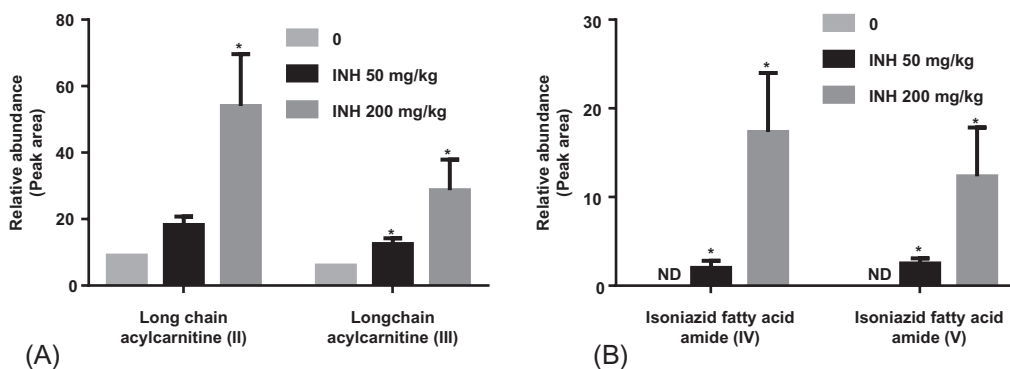 80
60
40
20
0
Relative abundance
(Peak area)
0
INH 50 mg/kg
INH 200 mg/kg
*
*
*
Long chain
acylcarnitine (II)
Longchain
acylcarnitine (III)
(A)
30
20
10
0
Relative abundance
(Peak area)
0
INH 50 mg/kg
INH 200 mg/kg
ND
*
*
ND
*
*
Isoniazid fatty acid
amide (IV)
Isoniazid fatty acid
amide (V)
(B)